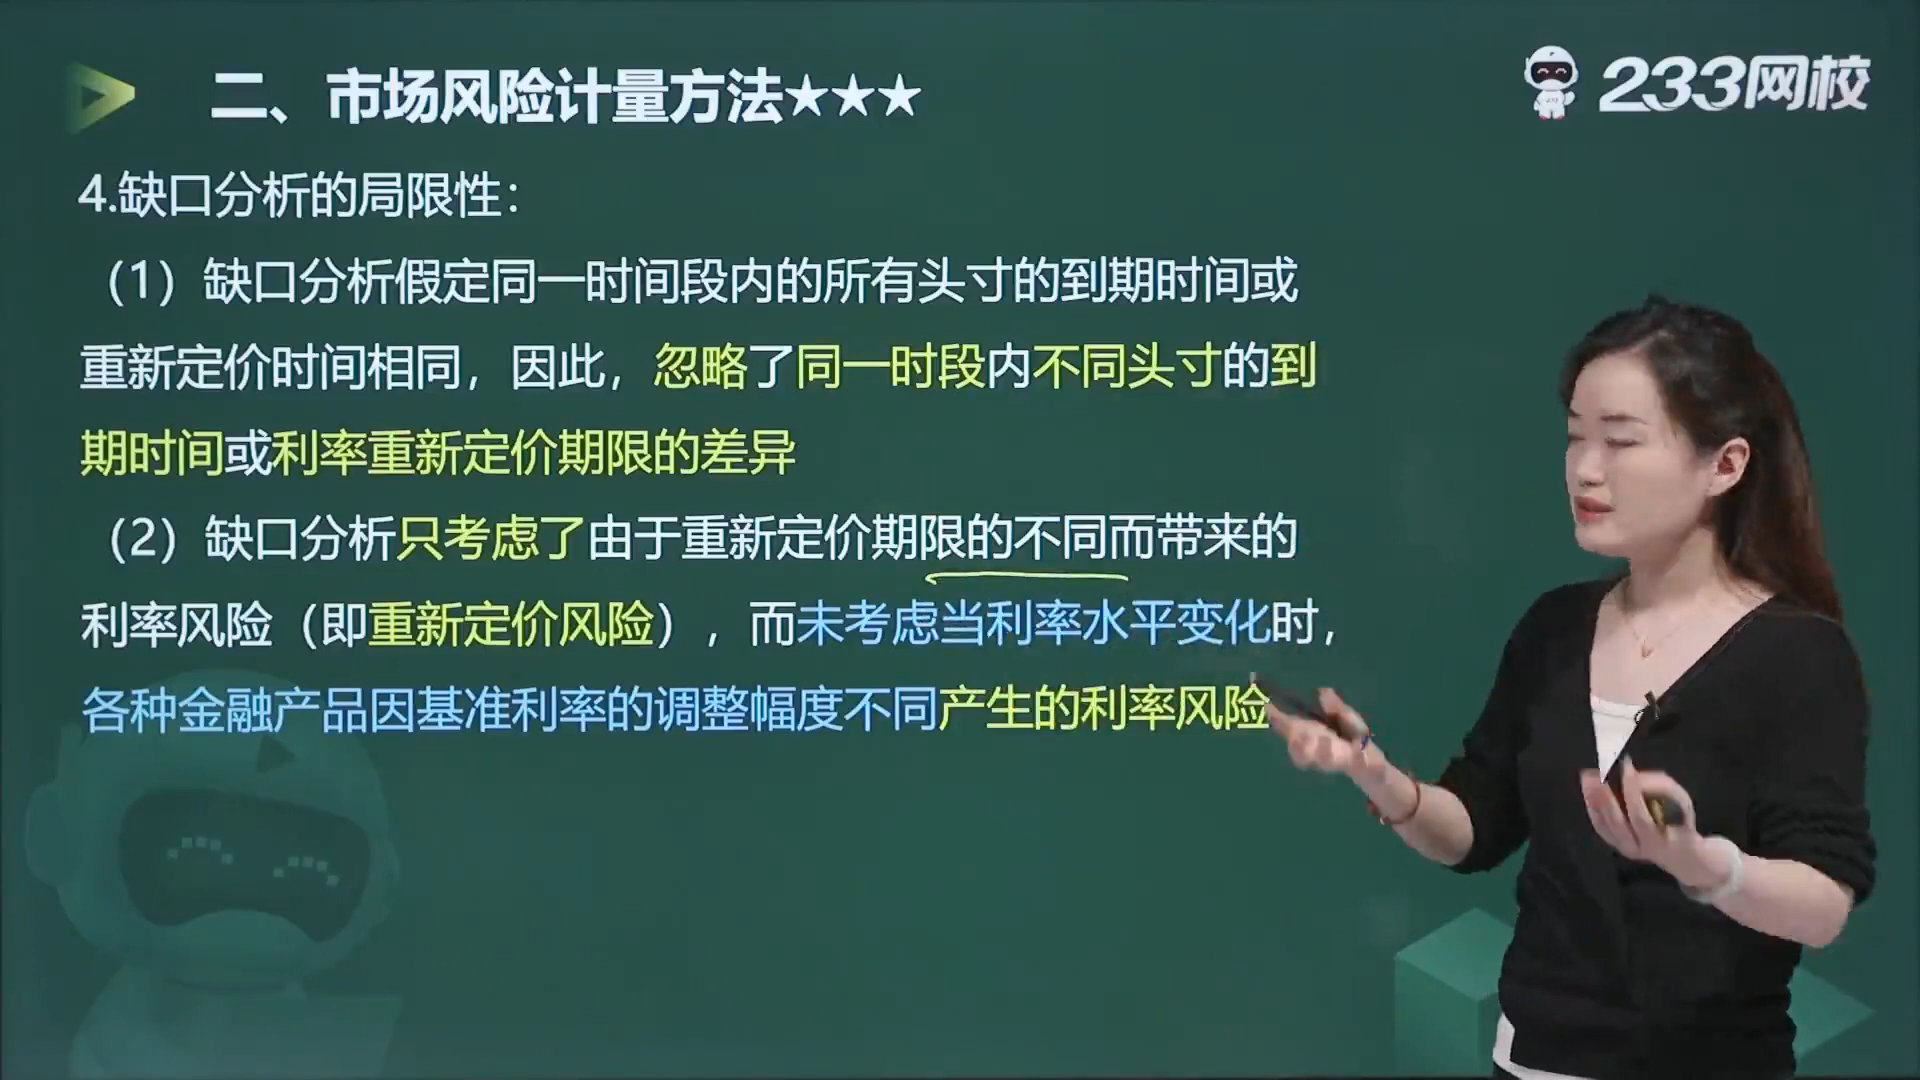 二、市场风险计量方法★★★
233网校
4.缺口分析的局限性：
（1）缺口分析假定同一时间段内的所有头寸的到期时间或
重新定价时间相同，因此，忽略了同一时段内不同头寸的到
期时间或利率重新定价期限的差异
（2）缺口分析只考虑了由于重新定价期限的不同而带来的
利率风险（即重新定价风险），而未考虑当利率水平变化时，
各种金融产品因基准利率的调整幅度不同产生的利率风险